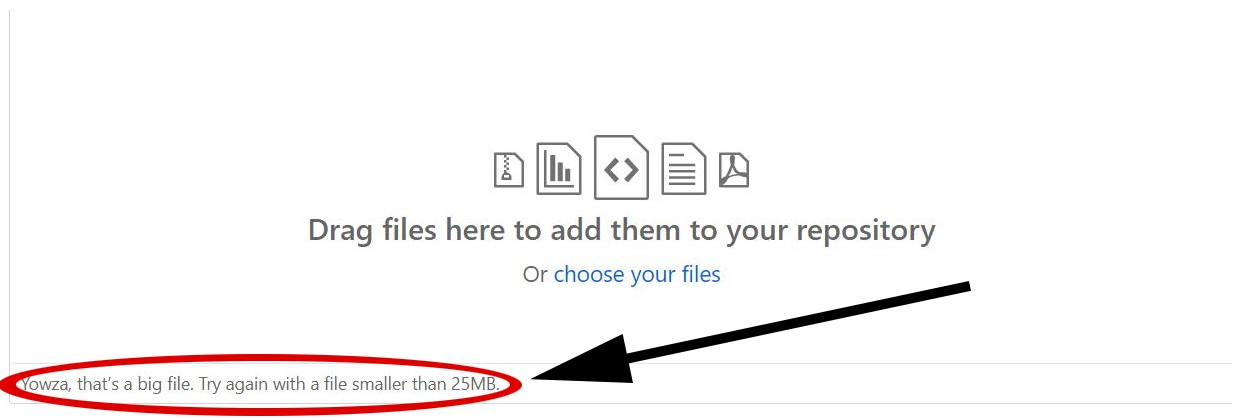 Drag files here to add them to your repository
Or choose your files
Yowza, that's a big file. Try again with a file smaller than 25MB.